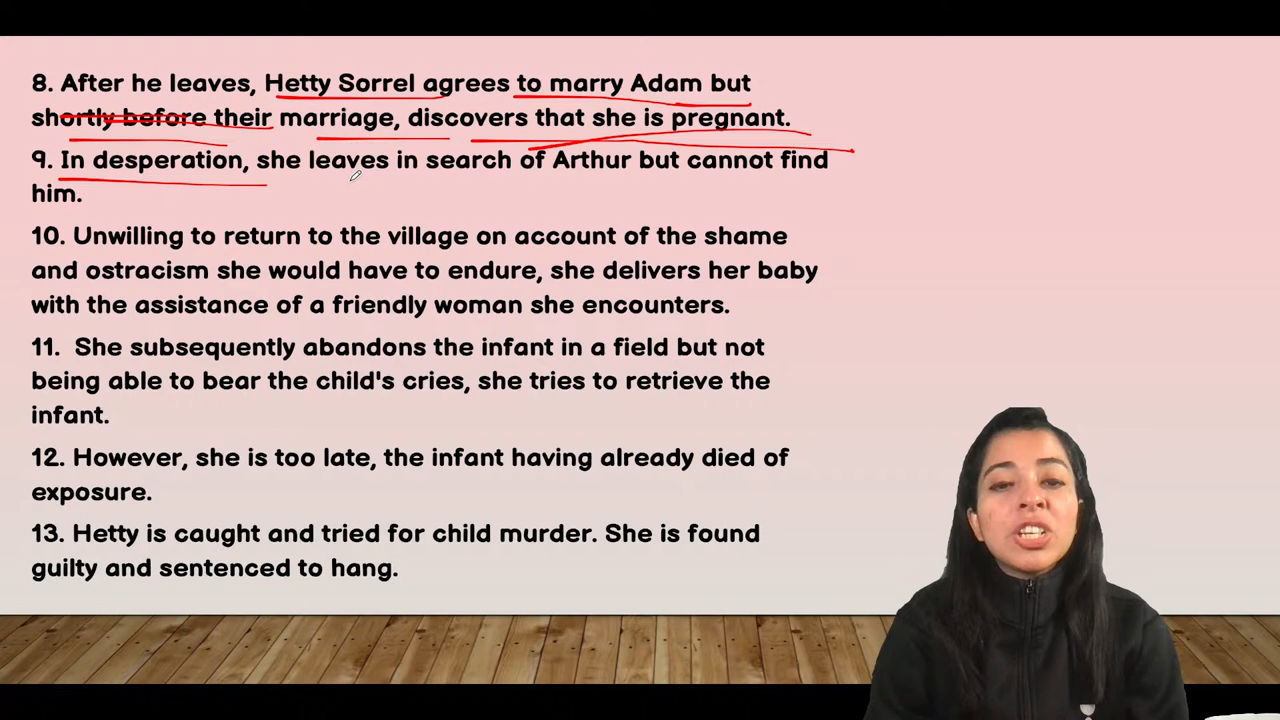 8. After he leaves, Hetty Sorrel agrees to marry Adam but
shortly before their marriage, discovers that she is pregnant.
9. In desperation, she leaves in search of Arthur but cannot find
him.
10. Unwilling to return to the village on account of the shame
and ostracism she would have to endure, she delivers her baby
with the assistance of a friendly woman she encounters.
11. She subsequently abandons the infant in a field but not
being able to bear the child's cries, she tries to retrieve the
infant.
12. However, she is too late, the infant having already died of
exposure.
13. Hetty is caught and tried for child murder. She is found
guilty and sentenced to hang.